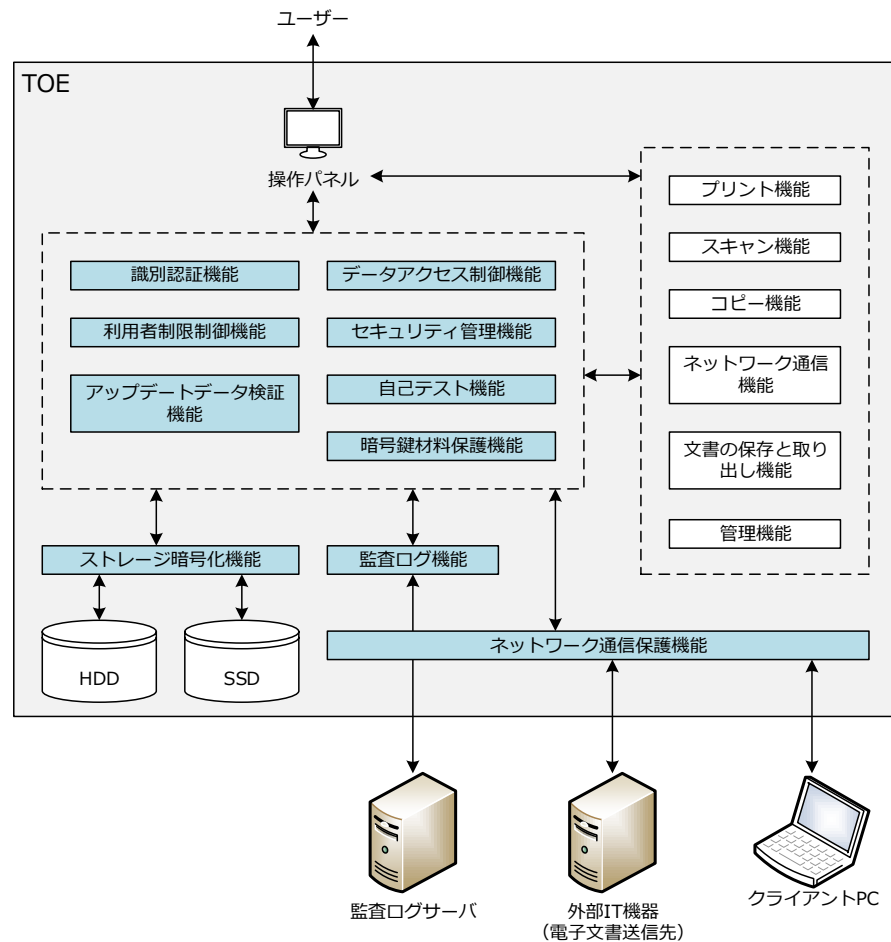 ユーザー
TOE
操作パネル
プリント機能
スキャン機能
コピー機能
ネットワーク通信
機能
文書の保存と取り
出し機能
管理機能
識別認証機能
データアクセス制御機能
利用者制限制御機能
セキュリティ管理機能
アップデートデータ検証
機能
自己テスト機能
暗号鍵材料保護機能
ストレージ暗号化機能
監査ログ機能
ネットワーク通信保護機能
HDD
SSD
監査ログサーバ
外部IT機器
（電子文書送信先）
クライアントPC